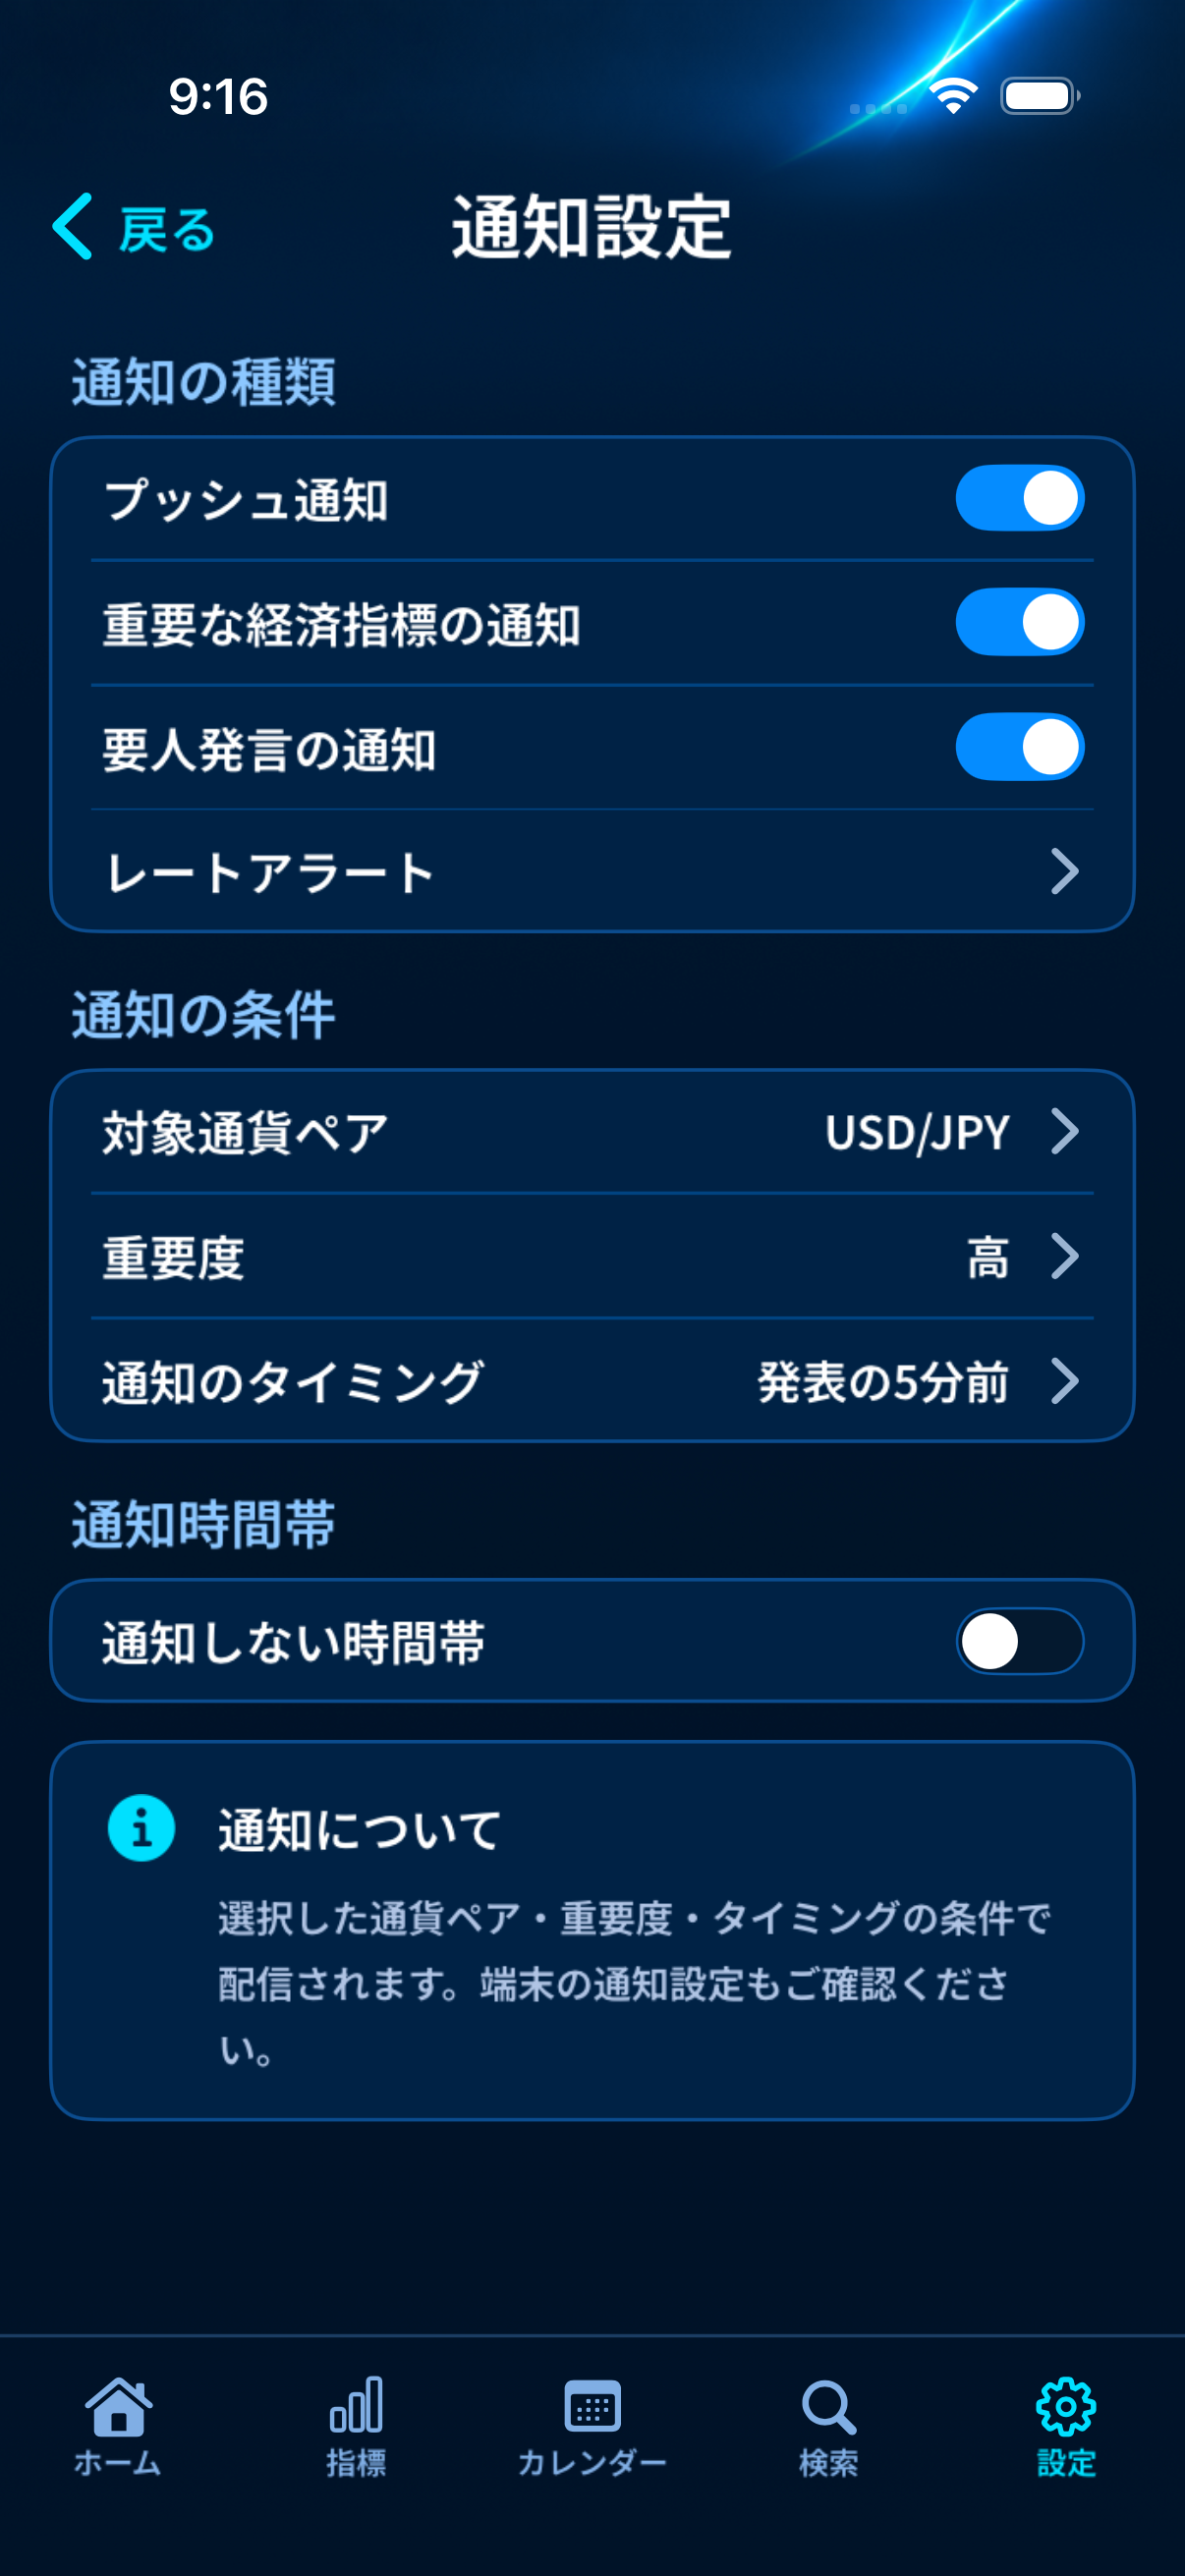 9:16
戻る
通知設定
通知の種類
プッシュ通知
重要な経済指標の通知
要人発言の通知
レートアラート
通知の条件
対象通貨ペア USD/JPY
重要度 高
通知のタイミング 発表の5分前
通知時間帯
通知しない時間帯
通知について
選択した通貨ペア・重要度・タイミングの条件で
配信されます。端末の通知設定もご確認くださ
い。
ホーム 指標 カレンダー 検索 設定